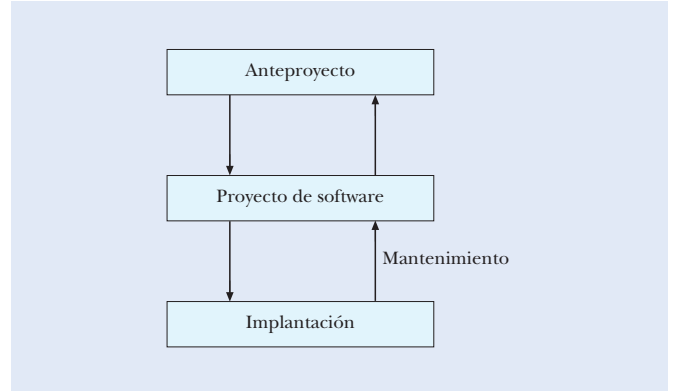 Anteproyecto
Proyecto de software
Mantenimiento
Implantación